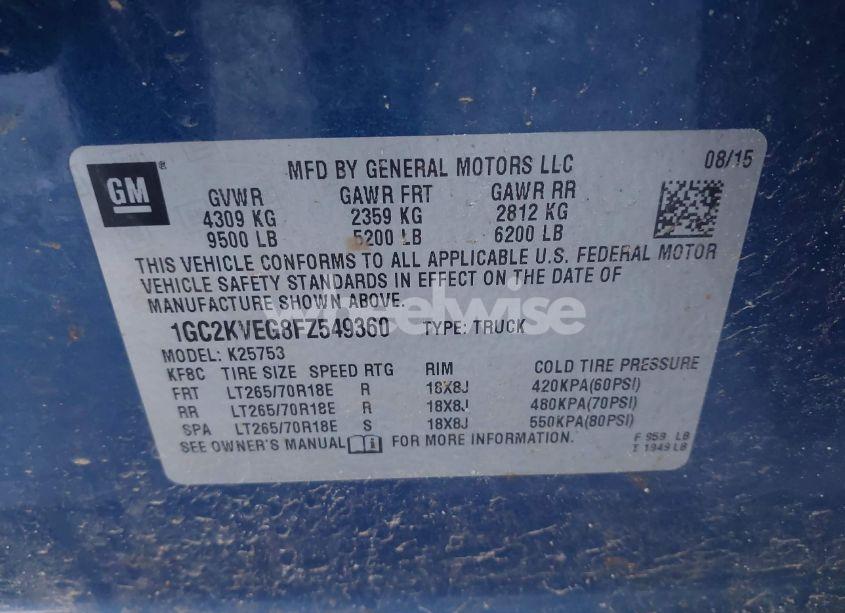 GM
MFD BY GENERAL MOTORS LLC 08/15
GVWR GAWR FRT GAWR RR
4309 KG 2359 KG 2812 KG
9500 LB 5200 LB 6200 LB
THIS VEHICLE CONFORMS TO ALL APPLICABLE U.S. FEDERAL MOTOR
VEHICLE SAFETY STANDARDS IN EFFECT ON THE DATE OF
MANUFACTURE SHOWN ABOVE.
wheelwise
1GC2KVEG8FZ549360 TYPE: TRUCK
MODEL: K25753
KF8C TIRE SIZE SPEED RTG RIM COLD TIRE PRESSURE
FRT LT265/70R18E R 18X8J 420KPA(60PSI)
RR LT265/70R18E R 18X8J 480KPA(70PSI)
SPA LT265/70R18E S 18X8J 550KPA(80PSI)
SEE OWNER'S MANUAL FOR MORE INFORMATION.
F 959 LB
T 1949 LB